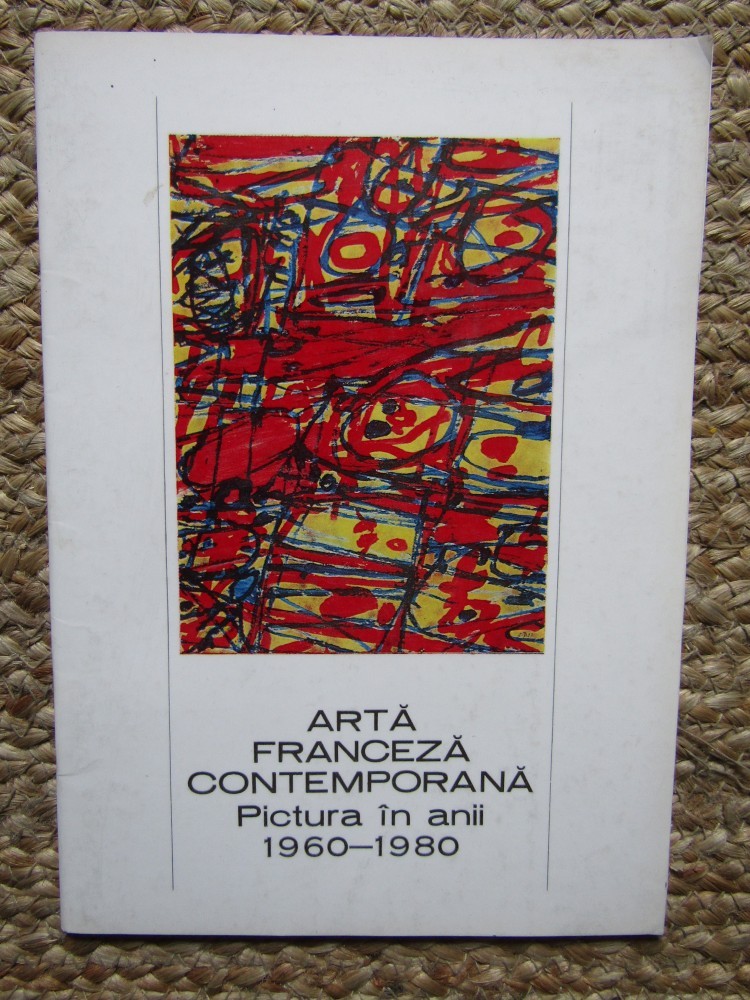 ARTĂ
FRANCEZĂ
CONTEMPORANĂ
Pictura în anii
1960–1980